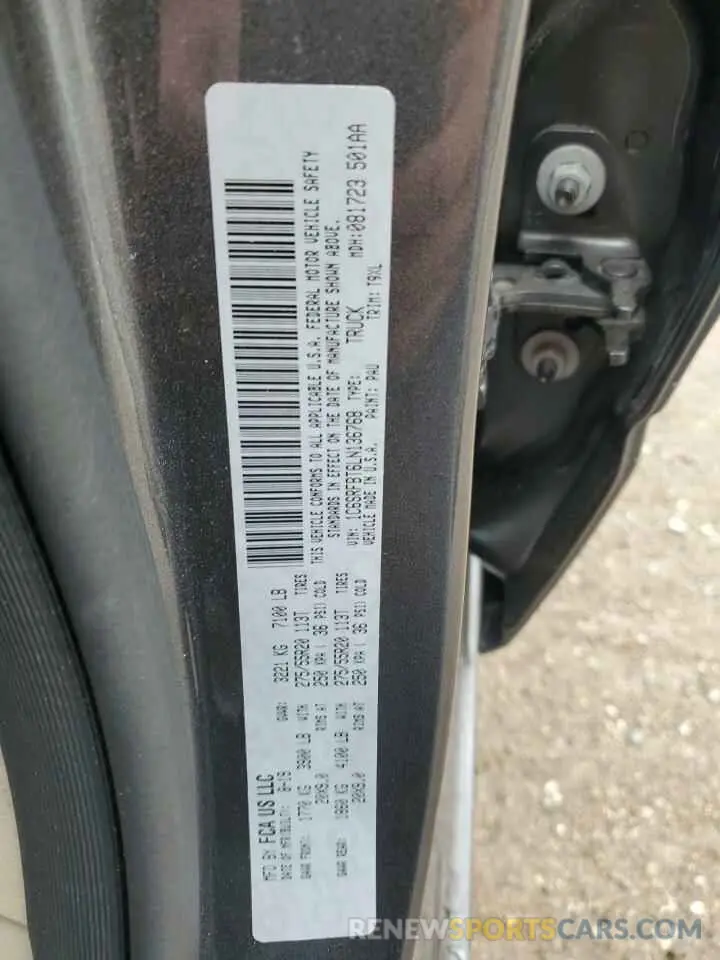 MFD BY FCA US LLC
DATE OF MFR/BUILT: 8-19 GVWR: 3221 KG 7100 LB
GAWR FRONT: 1770 KG 3900 LB WITH 275/55R20 113T TIRES
20X9.0 RIMS AT 250 KPA ( 36 PSI) COLD
GAWR REAR: 1860 KG 4100 LB WITH 275/55R20 113T TIRES
20X9.0 RIMS AT 250 KPA ( 36 PSI) COLD
THIS VEHICLE CONFORMS TO ALL APPLICABLE U.S.A. FEDERAL MOTOR VEHICLE SAFETY
STANDARDS IN EFFECT ON THE DATE OF MANUFACTURE SHOWN ABOVE.
VIN: 1C6SRFBT6LN136768 TYPE: TRUCK MDH:081723 501AA
VEHICLE MADE IN U.S.A. PAINT: PAU TRIM: T9XL
RENEWSPORTSCARS.COM